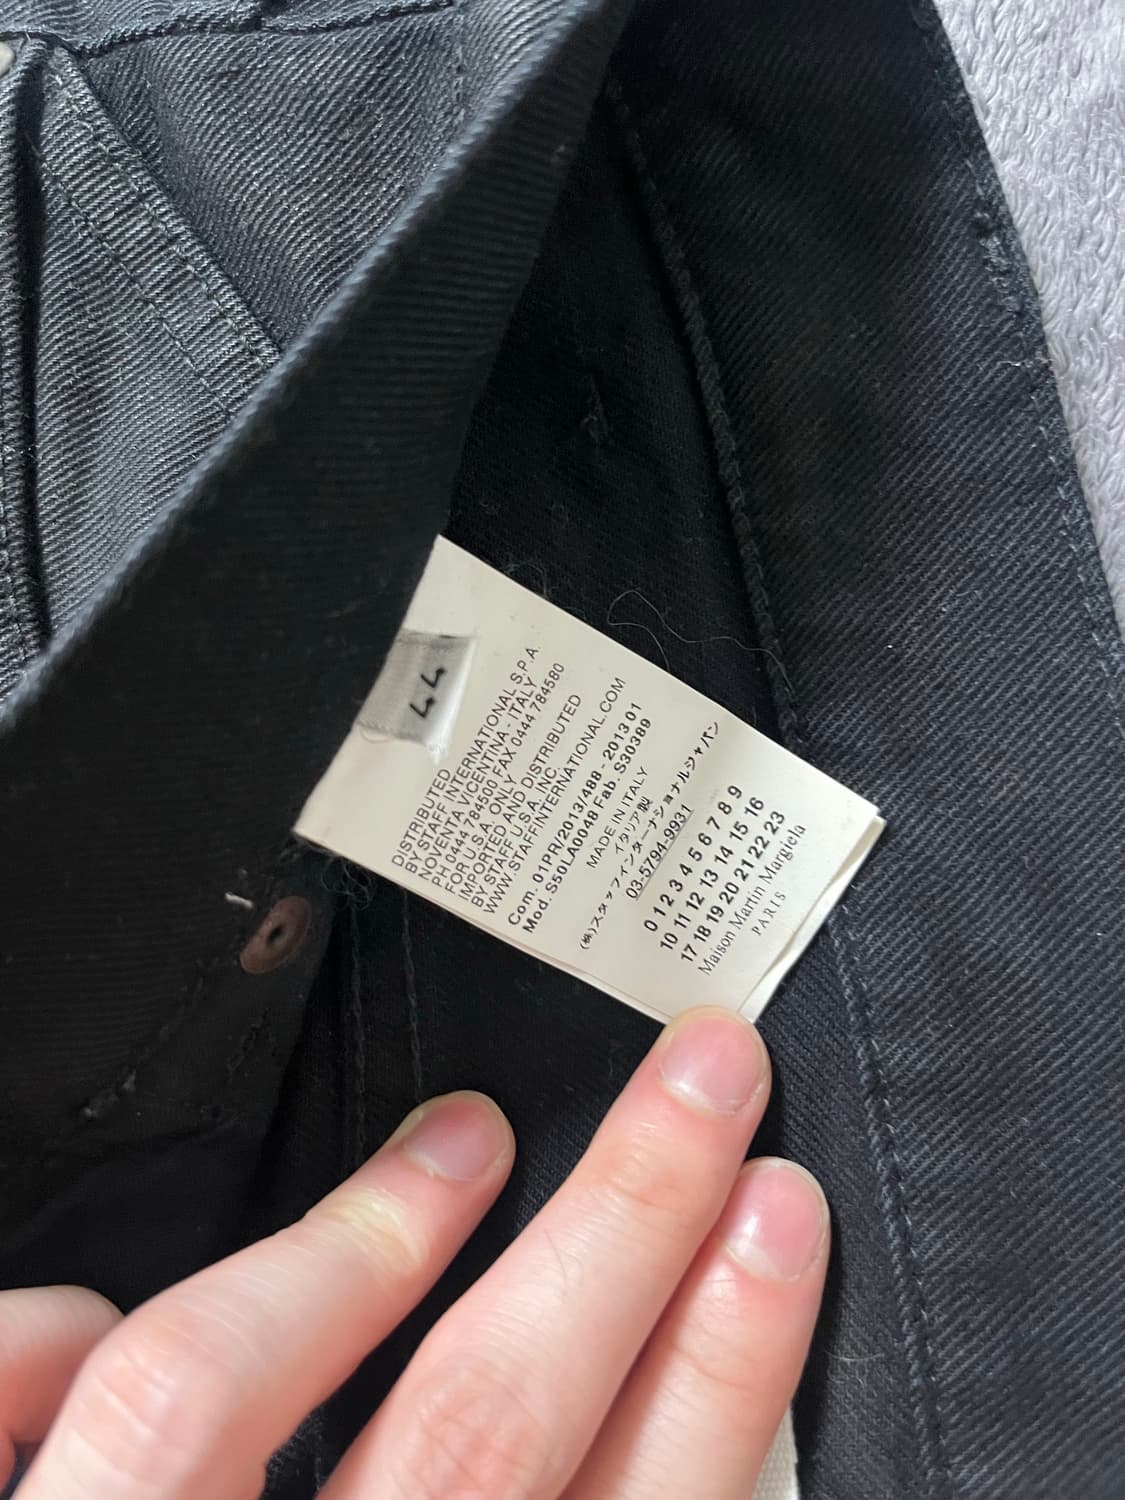 44
DISTRIBUTED
BY STAFF INTERNATIONAL S.P.A.
NOVENTA VICENTINA - ITALY
PH 0444 784500 FAX 0444 784580
FOR U.S.A. ONLY
IMPORTED AND DISTRIBUTED
BY STAFF U.S.A. INC.
WWW.STAFFINTERNATIONAL.COM
Com. 01PR/2013/488 - 2013 01
Mod. S50LA0048 Fab. S30389
MADE IN ITALY
イタリア製
(株)スタッフインターナショナルジャパン
03-5794-9931
0 1 2 3 4 5 6 7 8 9
10 11 12 13 14 15 16
17 18 19 20 21 22 23
Maison Martin Margiela
PARIS